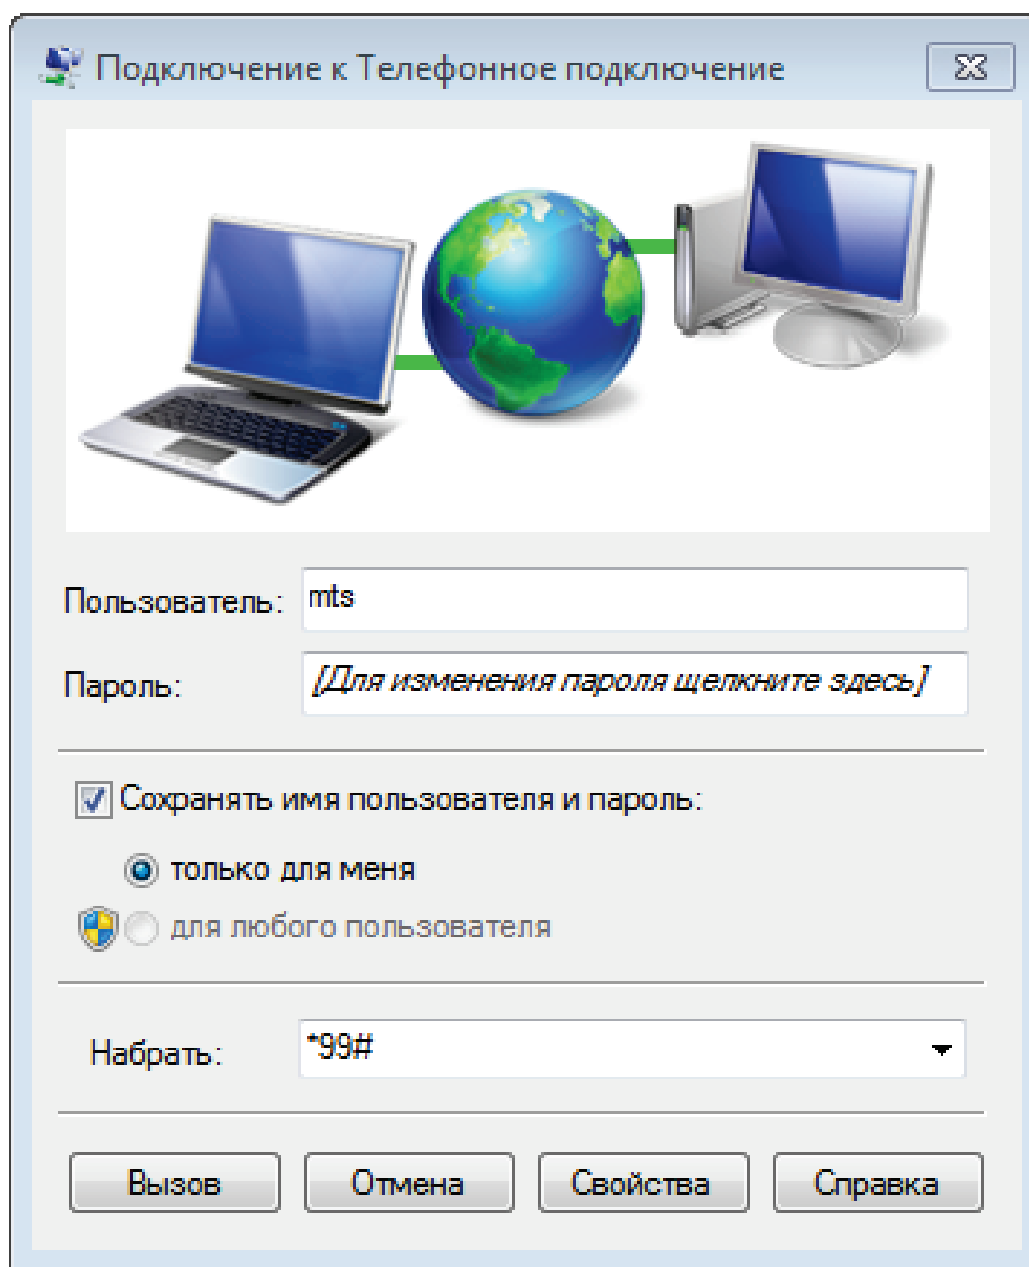 Подключение к Телефонное подключение
Пользователь: mts
Пароль: [Для изменения пароля щелкните здесь]
Сохранять имя пользователя и пароль:
только для меня
для любого пользователя
Набрать: *99#
Вызов Отмена Свойства Справка